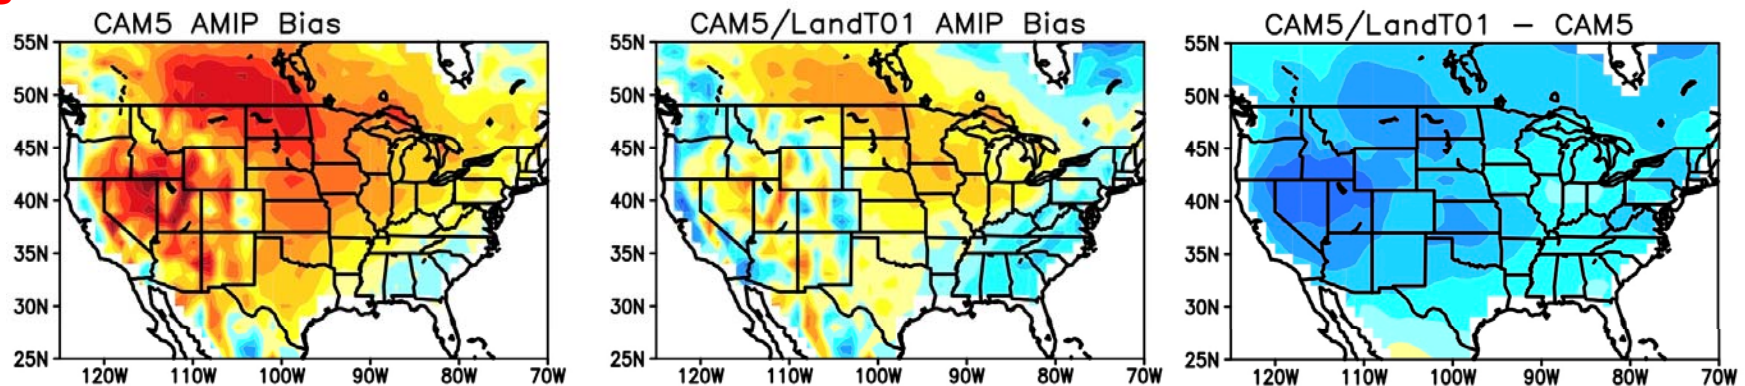 CAM5 AMIP Bias
CAM5/LandT01 AMIP Bias
CAM5/LandT01 – CAM5
55N
50N
45N
40N
35N
30N
25N
120W 110W 100W 90W 80W 70W
55N
50N
45N
40N
35N
30N
25N
120W 110W 100W 90W 80W 70W
55N
50N
45N
40N
35N
30N
25N
120W 110W 100W 90W 80W 70W